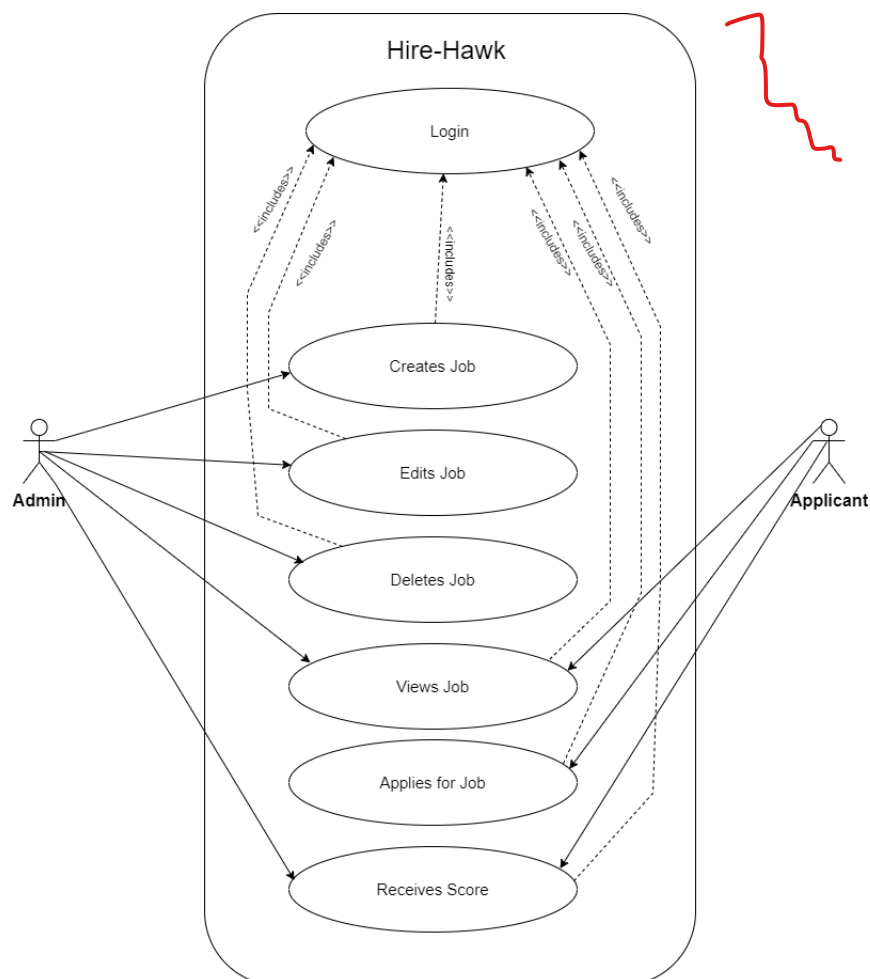 Hire-Hawk
Login
<<includes>>
<<includes>>
<<includes>>
<<includes>>
<<includes>>
<<includes>>
Creates Job
Edits Job
Admin
Applicant
Deletes Job
Views Job
Applies for Job
Receives Score